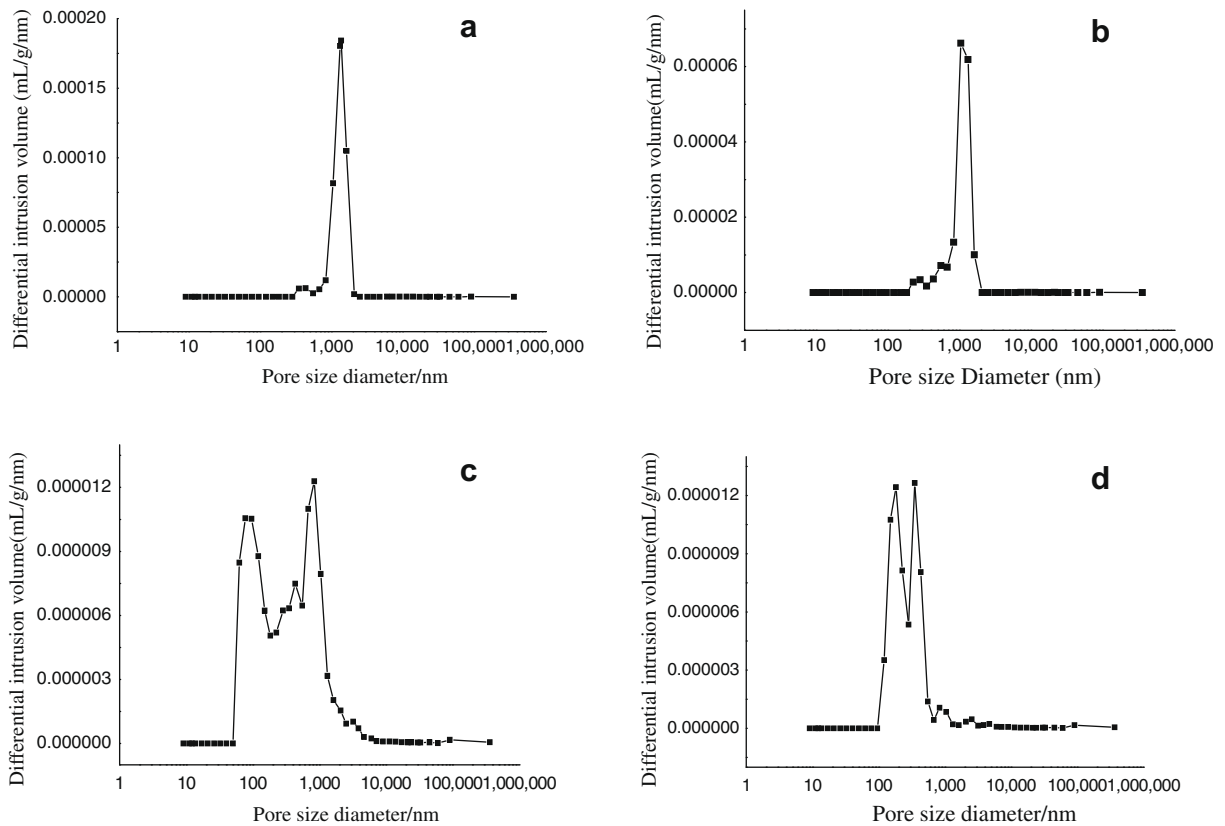 a
Differential intrusion volume (mL/g/nm)
0.00020
0.00015
0.00010
0.00005
0.00000
1 10 100 1,000 10,000 100,0001,000,000
Pore size diameter/nm
b
Differential intrusion volume(mL/g/nm)
0.00006
0.00004
0.00002
0.00000
1 10 100 1,000 10,000 100,0001,000,000
Pore size Diameter (nm)
c
Differential intrusion volume(mL/g/nm)
0.000012
0.000009
0.000006
0.000003
0.000000
1 10 100 1,000 10,000 100,0001,000,000
Pore size diameter/nm
d
Differential intrusion volume(mL/g/nm)
0.000012
0.000009
0.000006
0.000003
0.000000
1 10 100 1,000 10,000 100,0001,000,000
Pore size diameter/nm